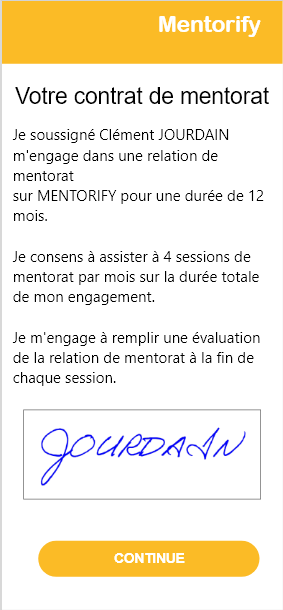 Mentorify
Votre contrat de mentorat
Je soussigné Clément JOURDAIN
m'engage dans une relation de
mentorat
sur MENTORIFY pour une durée de 12
mois.
Je consens à assister à 4 sessions de
mentorat par mois sur la durée totale
de mon engagement.
Je m'engage à remplir une évaluation
de la relation de mentorat à la fin de
chaque session.
JOURDAIN
CONTINUE